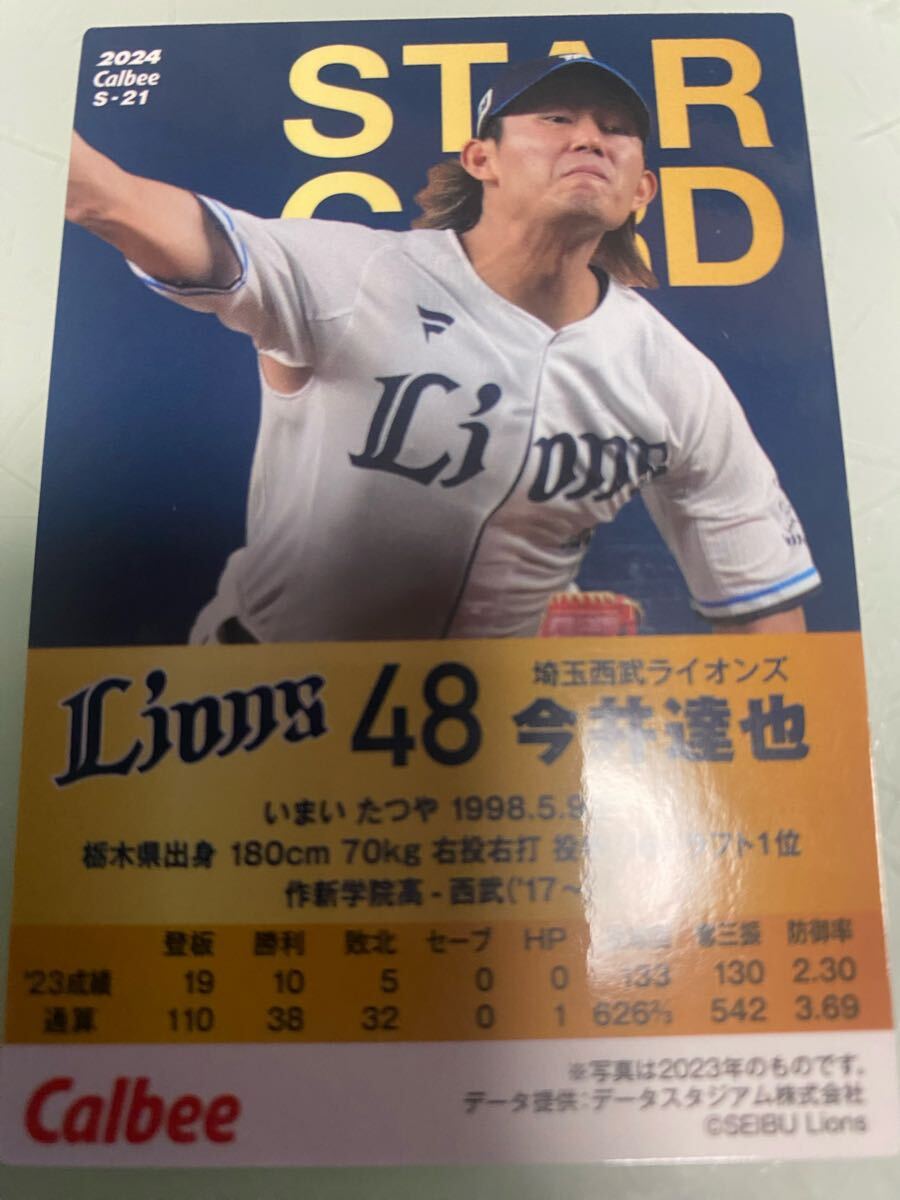 2024
Calbee
S-21
STAR
CARD
Lions
Lions 48 埼玉西武ライオンズ
今井達也
いまい たつや 1998.5.9
栃木県出身 180cm 70kg 右投右打 ドラフト1位
作新学院高-西武('17〜
登板 勝利 敗北 セーブ HP 奪三振 防御率
'23成績 19 10 5 0 0 133 130 2.30
通算 110 38 32 0 1 626⅔ 542 3.69
Calbee
※写真は2023年のものです。
データ提供:データスタジアム株式会社
©SEIBU Lions